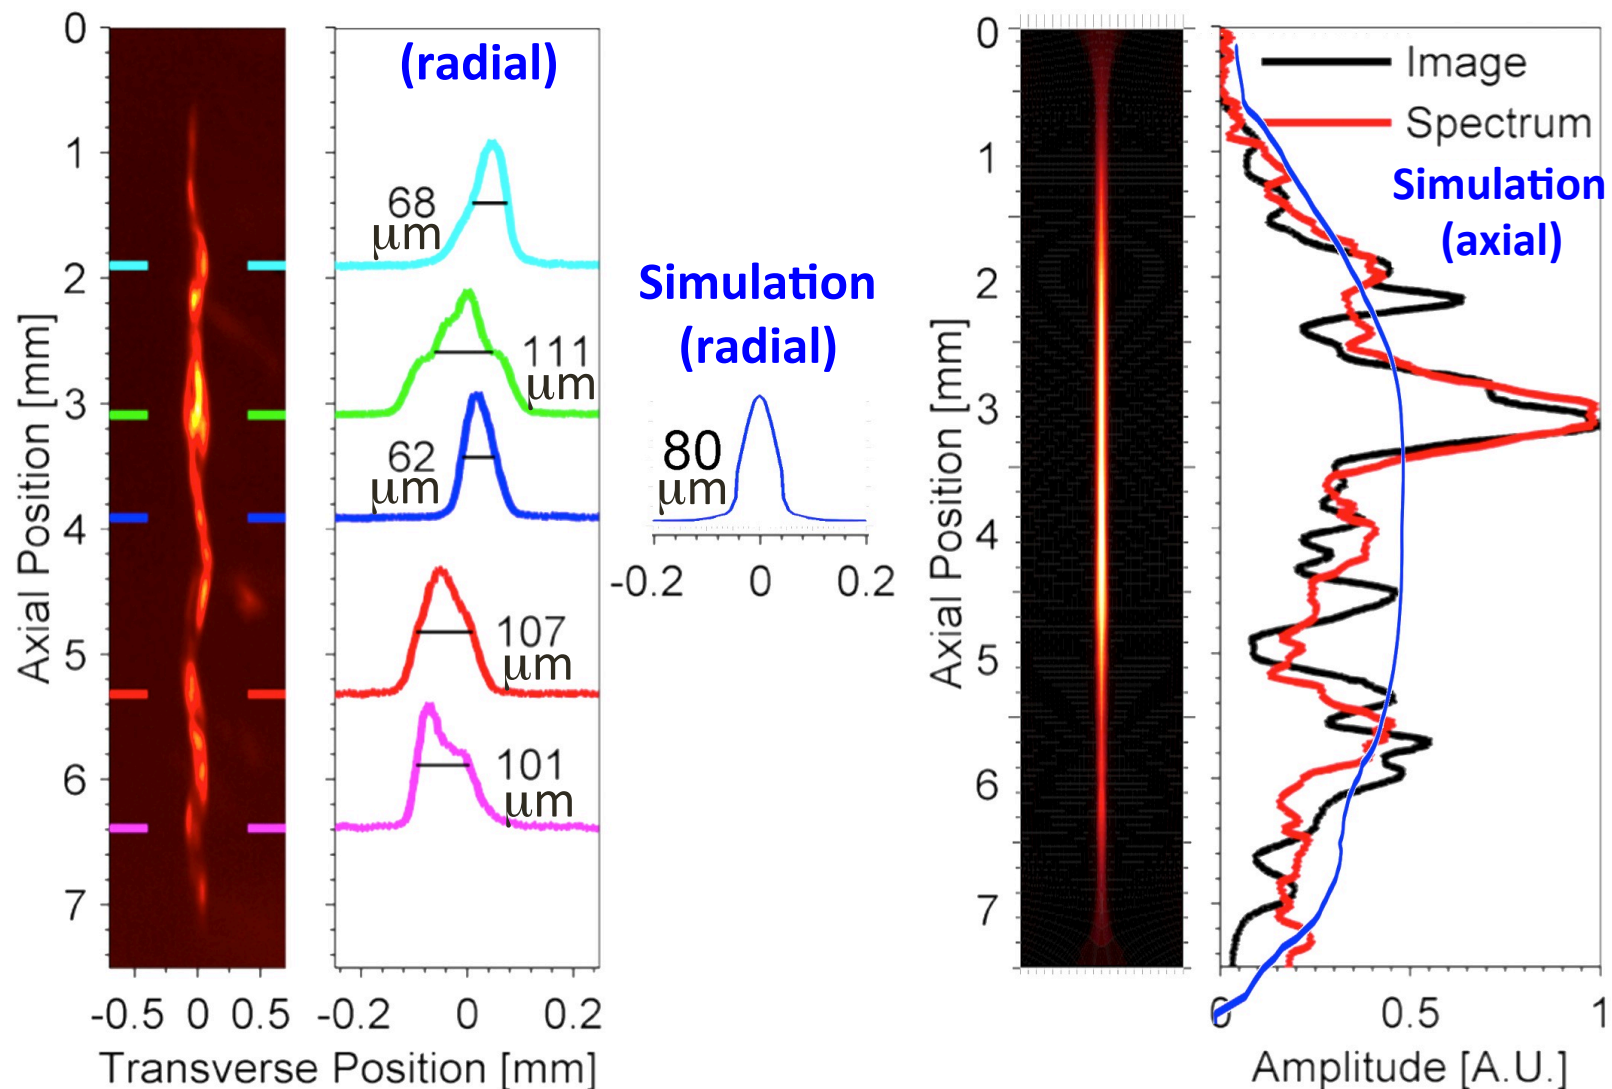 0
1
2
3
4
5
6
7
Axial Position [mm]
-0.5 0 0.5
(radial)
68
μm
111
μm
62
μm
107
μm
101
μm
-0.2 0 0.2
Transverse Position [mm]
Simulation
(radial)
80
μm
-0.2 0 0.2
0
1
2
3
4
5
6
7
Axial Position [mm]
Image
Spectrum
Simulation
(axial)
0 0.5 1
Amplitude [A.U.]